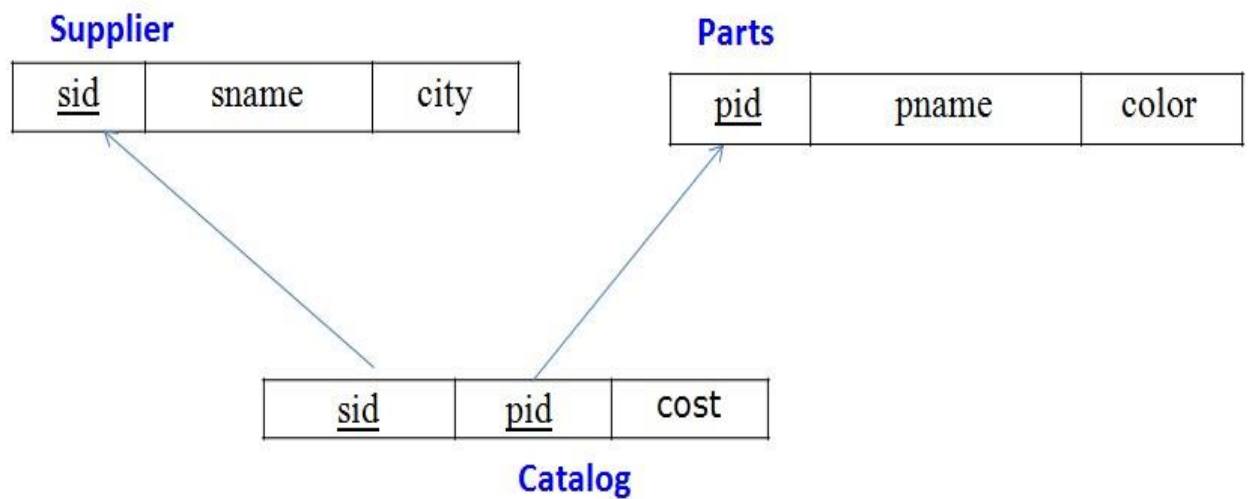 Supplier
Parts
sid sname city
pid pname color
sid pid cost
Catalog